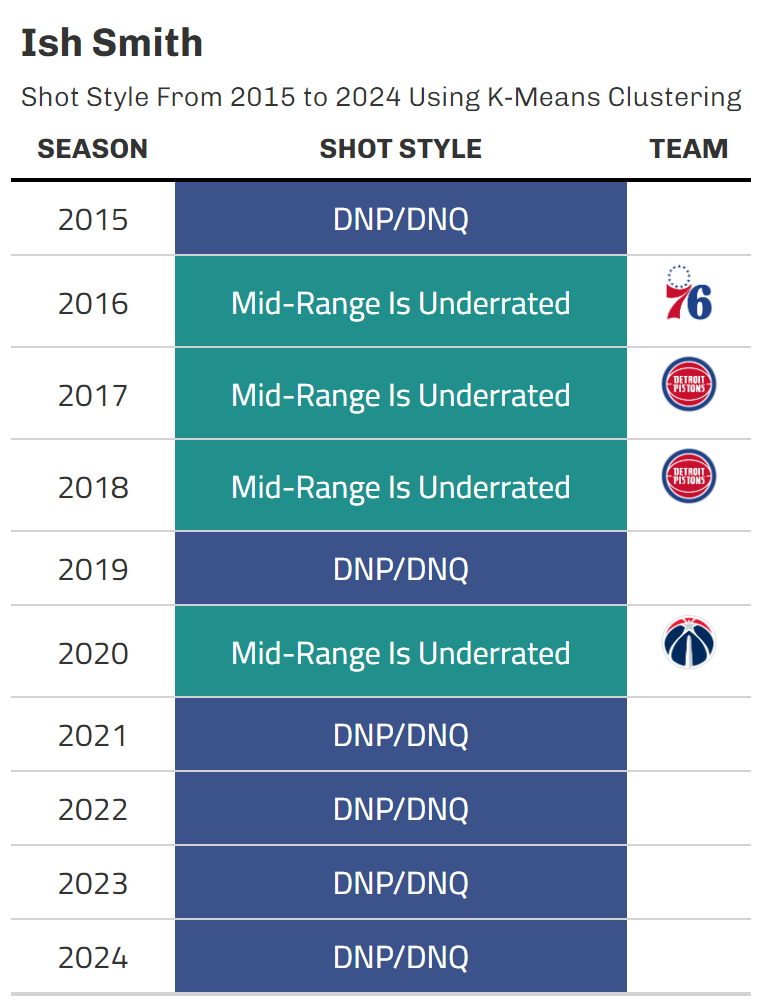 Ish Smith
Shot Style From 2015 to 2024 Using K-Means Clustering
SEASON SHOT STYLE TEAM
2015 DNP/DNQ
2016 Mid-Range Is Underrated 76
2017 Mid-Range Is Underrated DETROIT PISTONS
2018 Mid-Range Is Underrated DETROIT PISTONS
2019 DNP/DNQ
2020 Mid-Range Is Underrated
2021 DNP/DNQ
2022 DNP/DNQ
2023 DNP/DNQ
2024 DNP/DNQ